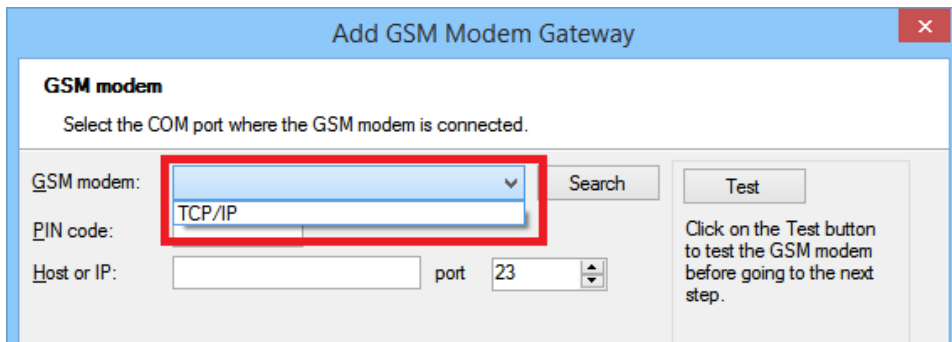 Add GSM Modem Gateway
GSM modem
Select the COM port where the GSM modem is connected.
GSM modem: Search Test
TCP/IP
PIN code:
Click on the Test button
to test the GSM modem
before going to the next
step.
Host or IP: port 23